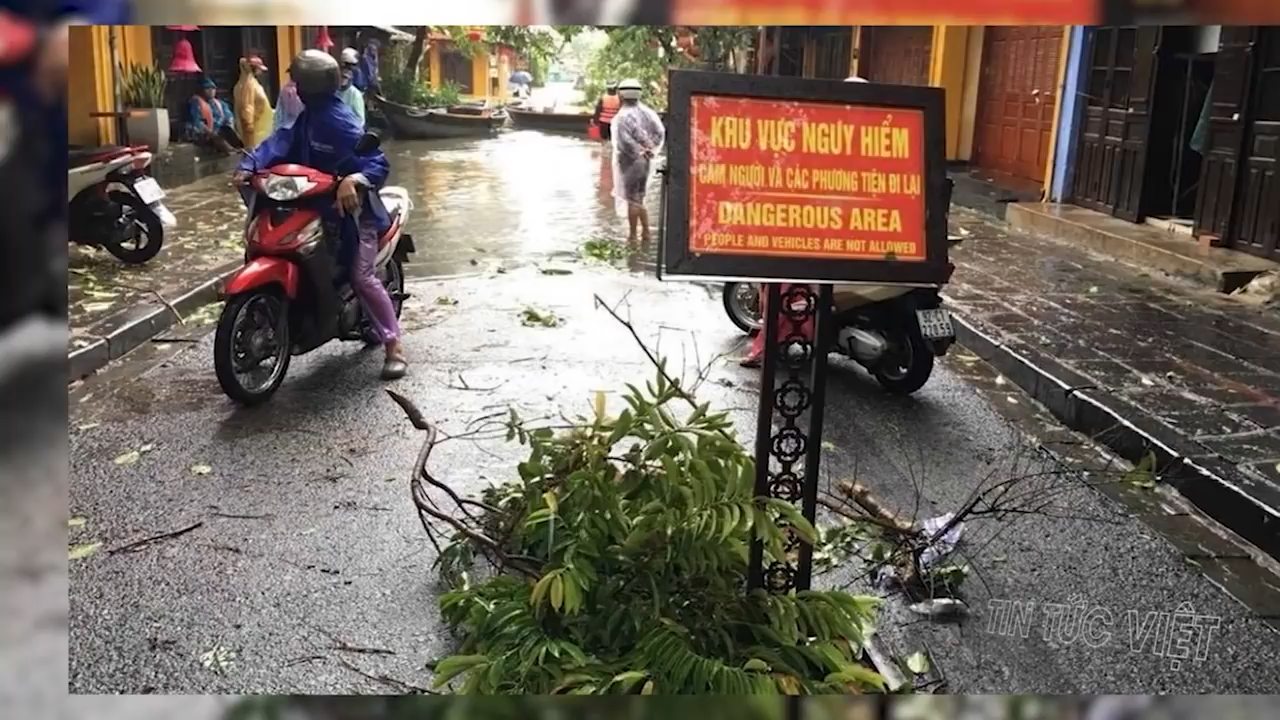 KHU VỰC NGUY HIỂM
CẤM NGƯỜI VÀ CÁC PHƯƠNG TIỆN ĐI LẠI
DANGEROUS AREA
PEOPLE AND VEHICLES ARE NOT ALLOWED
TIN TỨC VIỆT